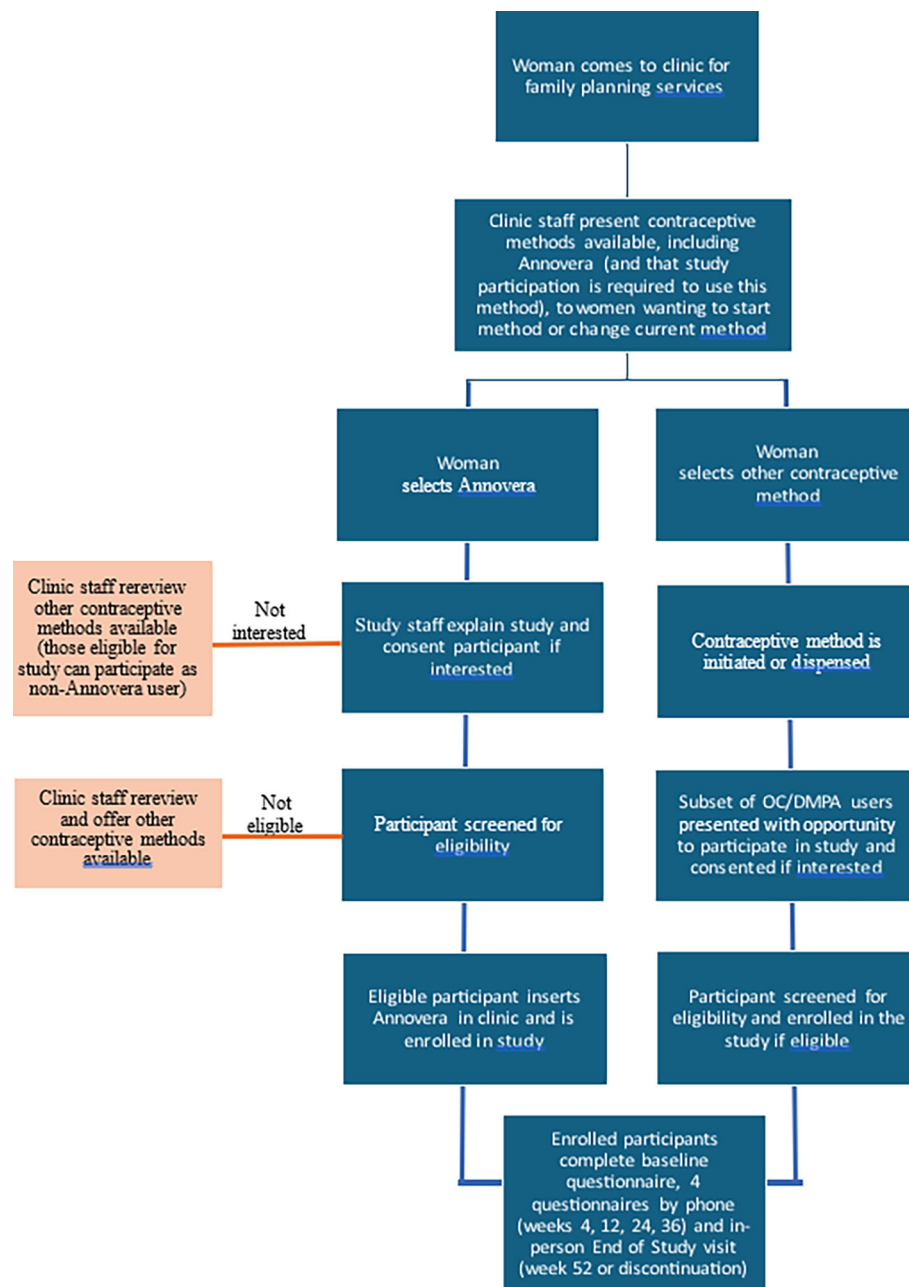 Woman comes to clinic for
family planning services
Clinic staff present contraceptive
methods available, including
Annovera (and that study
participation is required to use this
method), to women wanting to start
method or change current method
Woman
selects Annovera
Woman
selects other contraceptive
method
Clinic staff rereview
other contraceptive
methods available
(those eligible for
study can participate as
non-Annovera user)
Not
interested
Study staff explain study and
consent participant if
interested
Contraceptive method is
initiated or dispensed
Clinic staff rereview
and offer other
contraceptive methods
available
Not
eligible
Participant screened for
eligibility
Subset of OC/DMPA users
presented with opportunity
to participate in study and
consented if interested
Eligible participant inserts
Annovera in clinic and is
enrolled in study
Participant screened for
eligibility and enrolled in the
study if eligible
Enrolled participants
complete baseline
questionnaire, 4
questionnaires by phone
(weeks 4, 12, 24, 36) and in-
person End of Study visit
(week 52 or discontinuation)